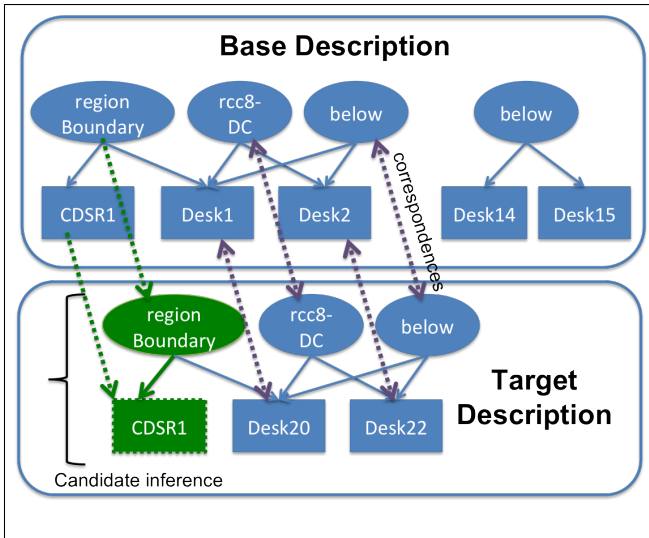 Base Description
region
Boundary
rcc8-
DC
below
below
correspondences
CDSR1
Desk1
Desk2
Desk14
Desk15
region
Boundary
rcc8-
DC
below
Target
Description
CDSR1
Desk20
Desk22
Candidate inference